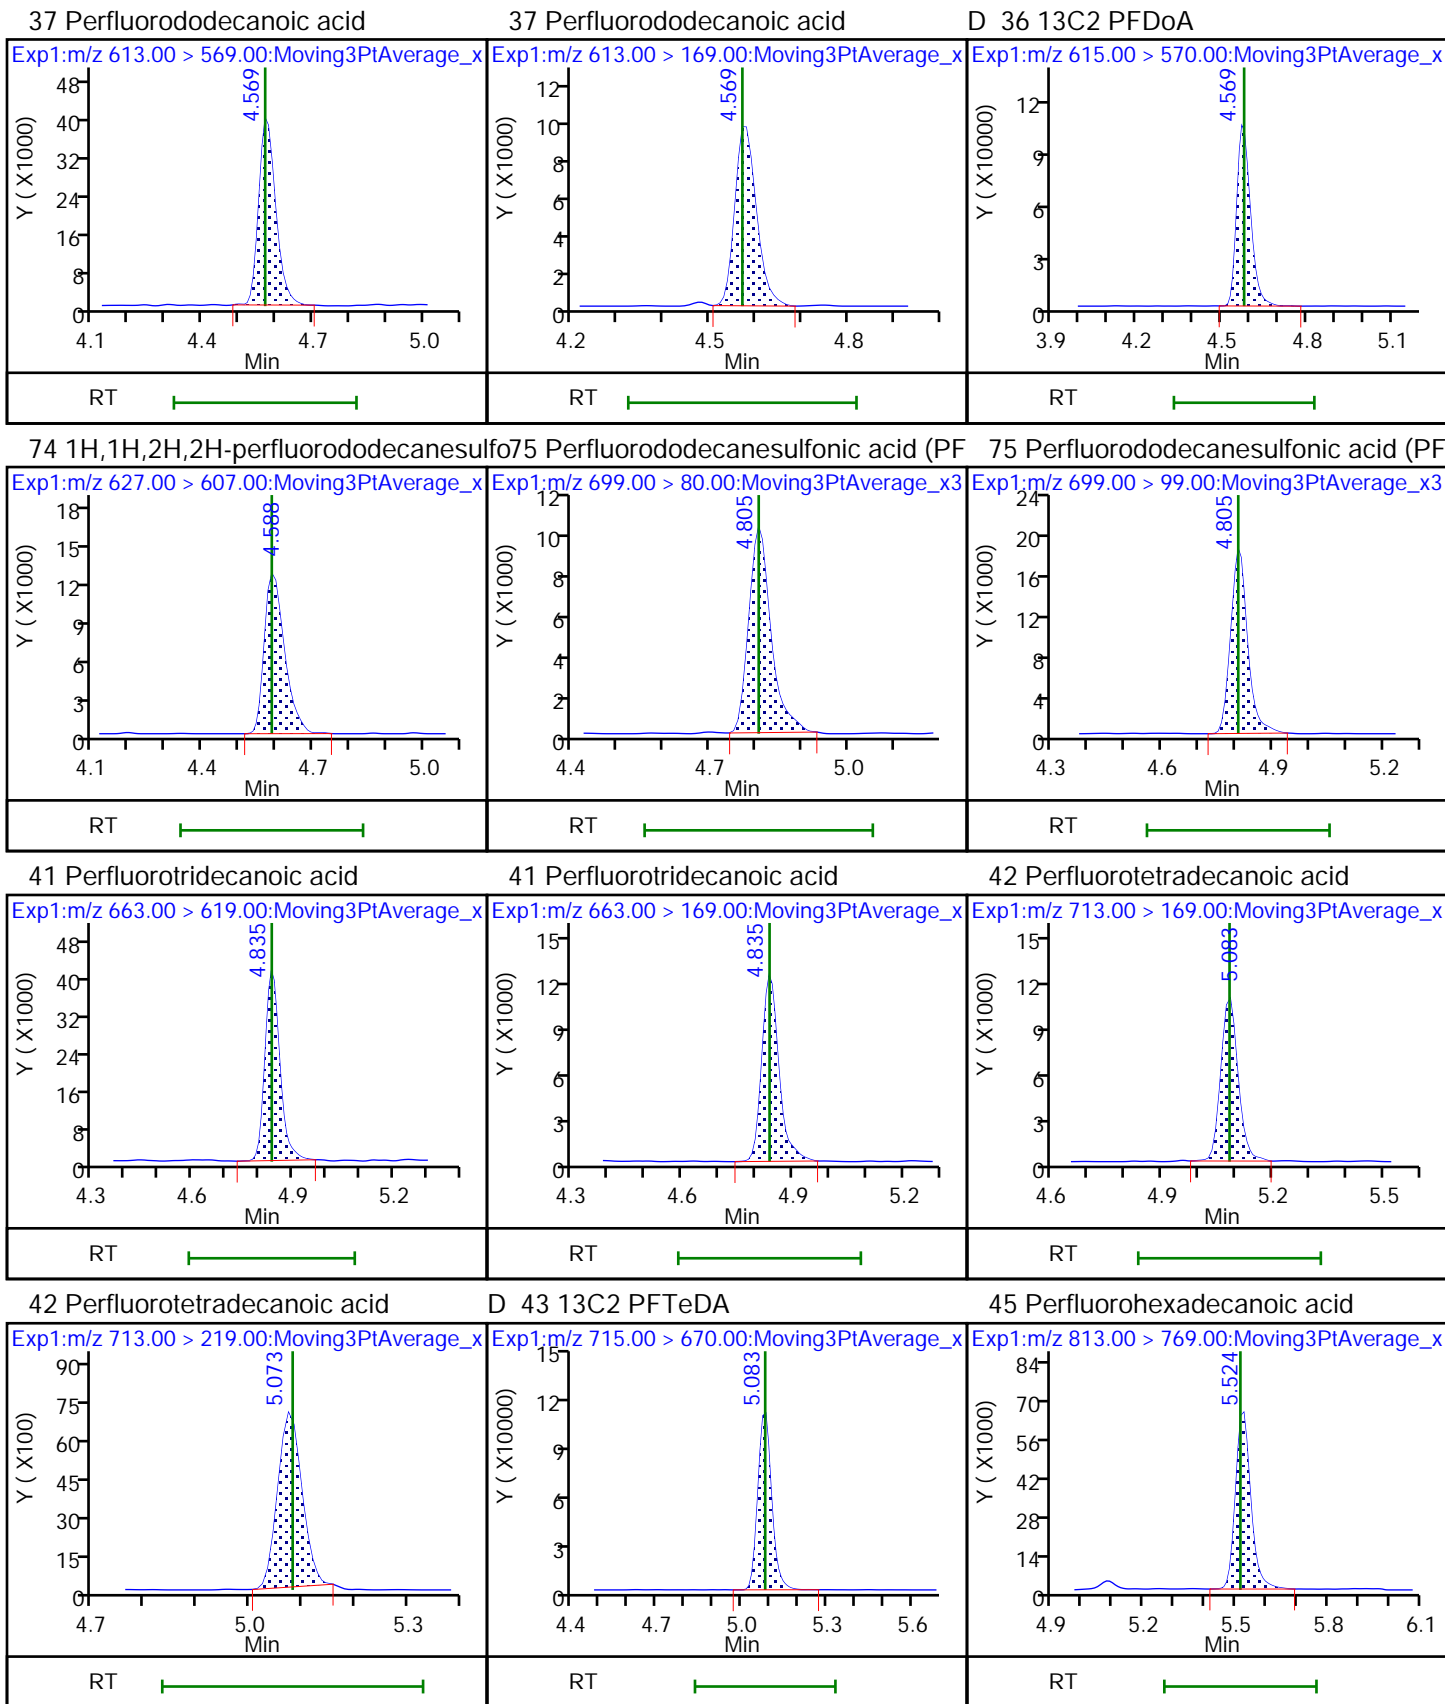 37 Perfluorododecanoic acid
Exp1:m/z 613.00 > 569.00:Moving3PtAverage_x
4.569
Y ( X1000)
48
40
32
24
16
8
0
4.1 4.4 4.7 5.0
Min
RT
37 Perfluorododecanoic acid
Exp1:m/z 613.00 > 169.00:Moving3PtAverage_x
4.569
Y ( X1000)
12
10
8
6
4
2
0
4.2 4.5 4.8
Min
RT
D 36 13C2 PFDoA
Exp1:m/z 615.00 > 570.00:Moving3PtAverage_x
4.569
Y ( X10000)
12
9
6
3
0
3.9 4.2 4.5 4.8 5.1
Min
RT
74 1H,1H,2H,2H-perfluorododecanesulfo
Exp1:m/z 627.00 > 607.00:Moving3PtAverage_x
4.588
Y ( X1000)
18
15
12
9
6
3
0
4.1 4.4 4.7 5.0
Min
RT
75 Perfluorododecanesulfonic acid (PF
Exp1:m/z 699.00 > 80.00:Moving3PtAverage_x3
4.805
Y ( X1000)
12
10
8
6
4
2
0
4.4 4.7 5.0
Min
RT
75 Perfluorododecanesulfonic acid (PF
Exp1:m/z 699.00 > 99.00:Moving3PtAverage_x3
4.805
Y ( X1000)
24
20
16
12
8
4
0
4.3 4.6 4.9 5.2
Min
RT
41 Perfluorotridecanoic acid
Exp1:m/z 663.00 > 619.00:Moving3PtAverage_x
4.835
Y ( X1000)
48
40
32
24
16
8
0
4.3 4.6 4.9 5.2
Min
RT
41 Perfluorotridecanoic acid
Exp1:m/z 663.00 > 169.00:Moving3PtAverage_x
4.835
Y ( X1000)
15
12
9
6
3
0
4.3 4.6 4.9 5.2
Min
RT
42 Perfluorotetradecanoic acid
Exp1:m/z 713.00 > 169.00:Moving3PtAverage_x
5.083
Y ( X1000)
15
12
9
6
3
0
4.6 4.9 5.2 5.5
Min
RT
42 Perfluorotetradecanoic acid
Exp1:m/z 713.00 > 219.00:Moving3PtAverage_x
5.073
Y ( X100)
90
75
60
45
30
15
0
4.7 5.0 5.3
Min
RT
D 43 13C2 PFTeDA
Exp1:m/z 715.00 > 670.00:Moving3PtAverage_x
5.083
Y ( X10000)
15
12
9
6
3
0
4.4 4.7 5.0 5.3 5.6
Min
RT
45 Perfluorohexadecanoic acid
Exp1:m/z 813.00 > 769.00:Moving3PtAverage_x
5.524
Y ( X1000)
84
70
56
42
28
14
0
4.9 5.2 5.5 5.8 6.1
Min
RT